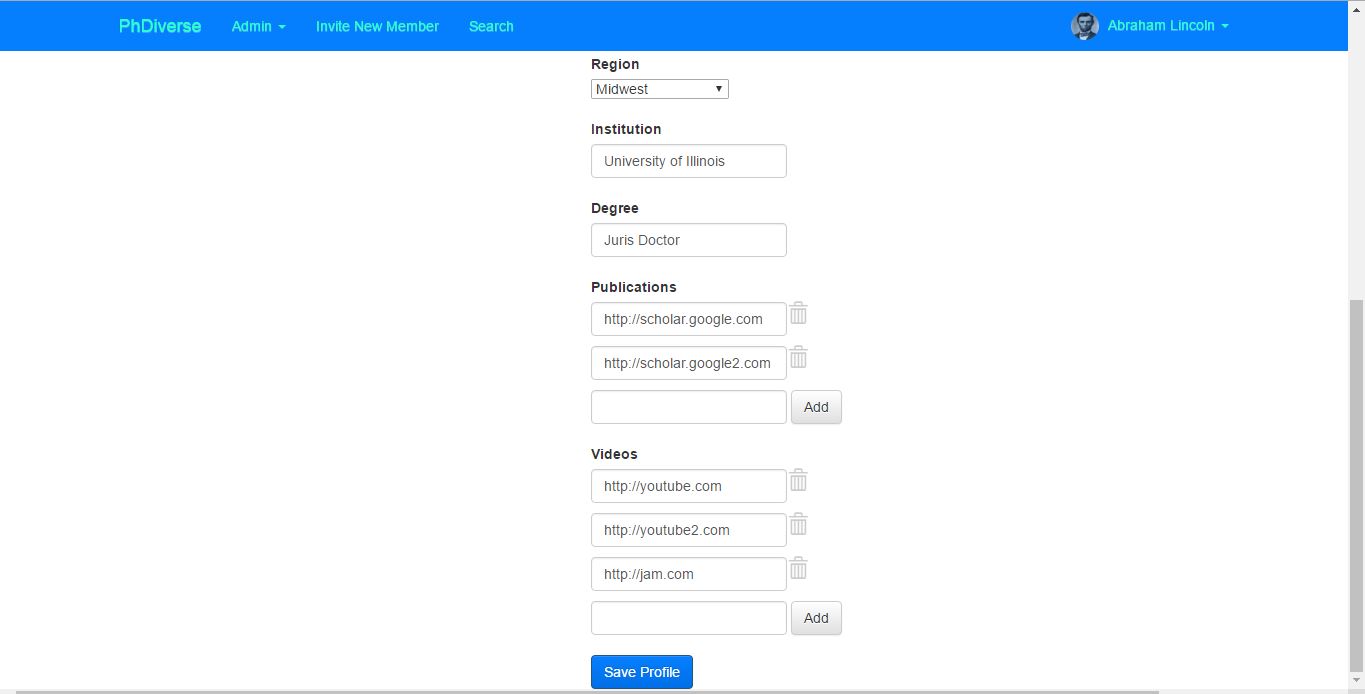 PhDiverse Admin Invite New Member Search Abraham Lincoln
Region
Midwest
Institution
University of Illinois
Degree
Juris Doctor
Publications
http://scholar.google.com
http://scholar.google2.com
Add
Videos
http://youtube.com
http://youtube2.com
http://jam.com
Add
Save Profile